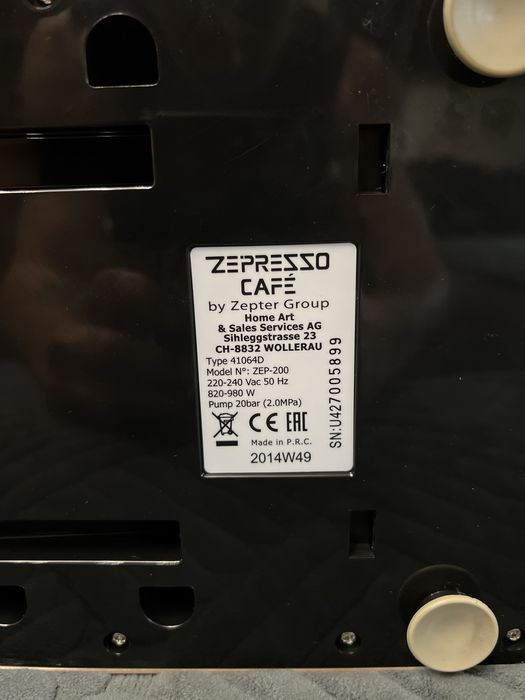 ZEPRESSO
CAFÉ
by Zepter Group
Home Art
& Sales Services AG
Sihleggstrasse 23
CH-8832 WOLLERAU
Type 41064D
Model N°: ZEP-200
220-240 Vac 50 Hz
820-980 W
Pump 20bar (2.0MPa)
CE EAC
Made in P.R.C.
2014W49
SN:U427005899